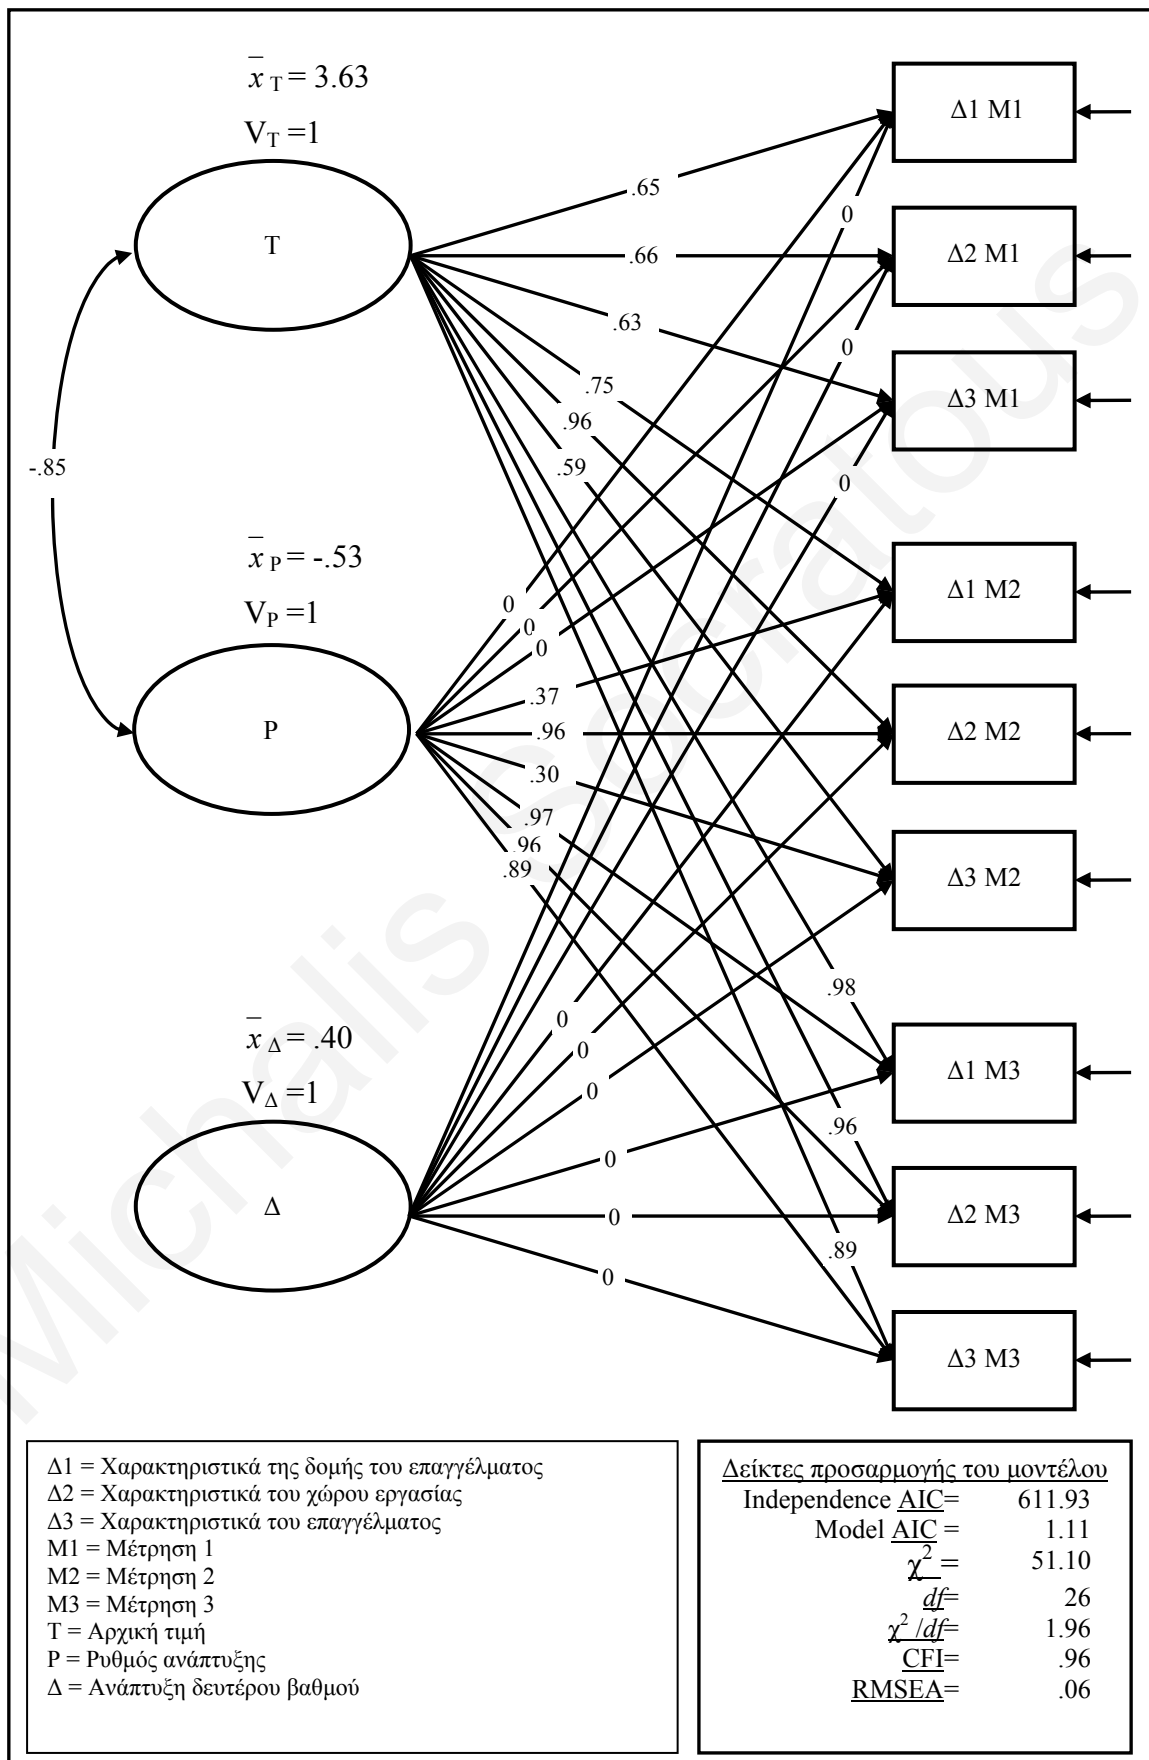 x̄ T = 3.63
VT =1
T
-.85
x̄ P = -.53
VP =1
P
x̄ Δ = .40
VΔ =1
Δ
.65
.66
.63
.75
.96
.59
0
0
0
0
0
0
.37
.96
.30
.97
.96
.89
.98
.96
.89
0
0
0
0
0
0
Δ1 M1
Δ2 M1
Δ3 M1
Δ1 M2
Δ2 M2
Δ3 M2
Δ1 M3
Δ2 M3
Δ3 M3
Δ1 = Χαρακτηριστικά της δομής του επαγγέλματος
Δ2 = Χαρακτηριστικά του χώρου εργασίας
Δ3 = Χαρακτηριστικά του επαγγέλματος
Μ1 = Μέτρηση 1
Μ2 = Μέτρηση 2
Μ3 = Μέτρηση 3
Τ = Αρχική τιμή
Ρ = Ρυθμός ανάπτυξης
Δ = Ανάπτυξη δευτέρου βαθμού
Δείκτες προσαρμογής του μοντέλου
Independence AIC= 611.93
Model AIC = 1.11
χ² = 51.10
df= 26
χ² /df= 1.96
CFI= .96
RMSEA= .06
Michalis Socratous